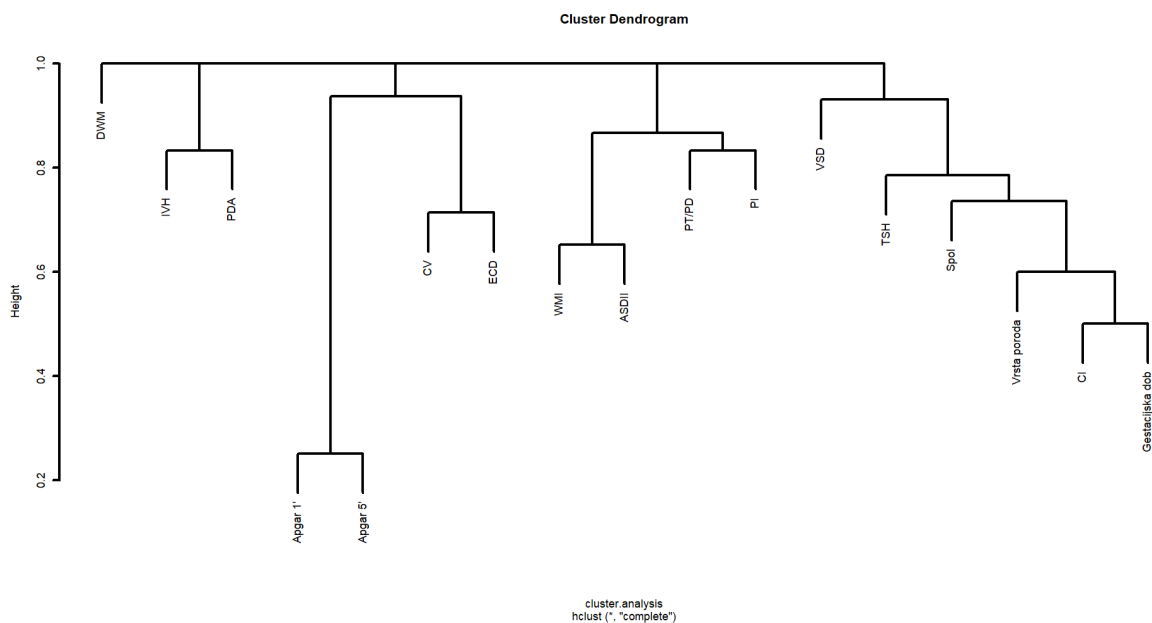 Cluster Dendrogram
Height
1.0
0.8
0.6
0.4
0.2
DWM
IVH
PDA
Apgar 1'
Apgar 5'
CV
ECD
WMI
ASDII
PT/PD
PI
VSD
TSH
Spol
Vrsta poroda
CI
Gestacijska dob
cluster.analysis
hclust (*, "complete")